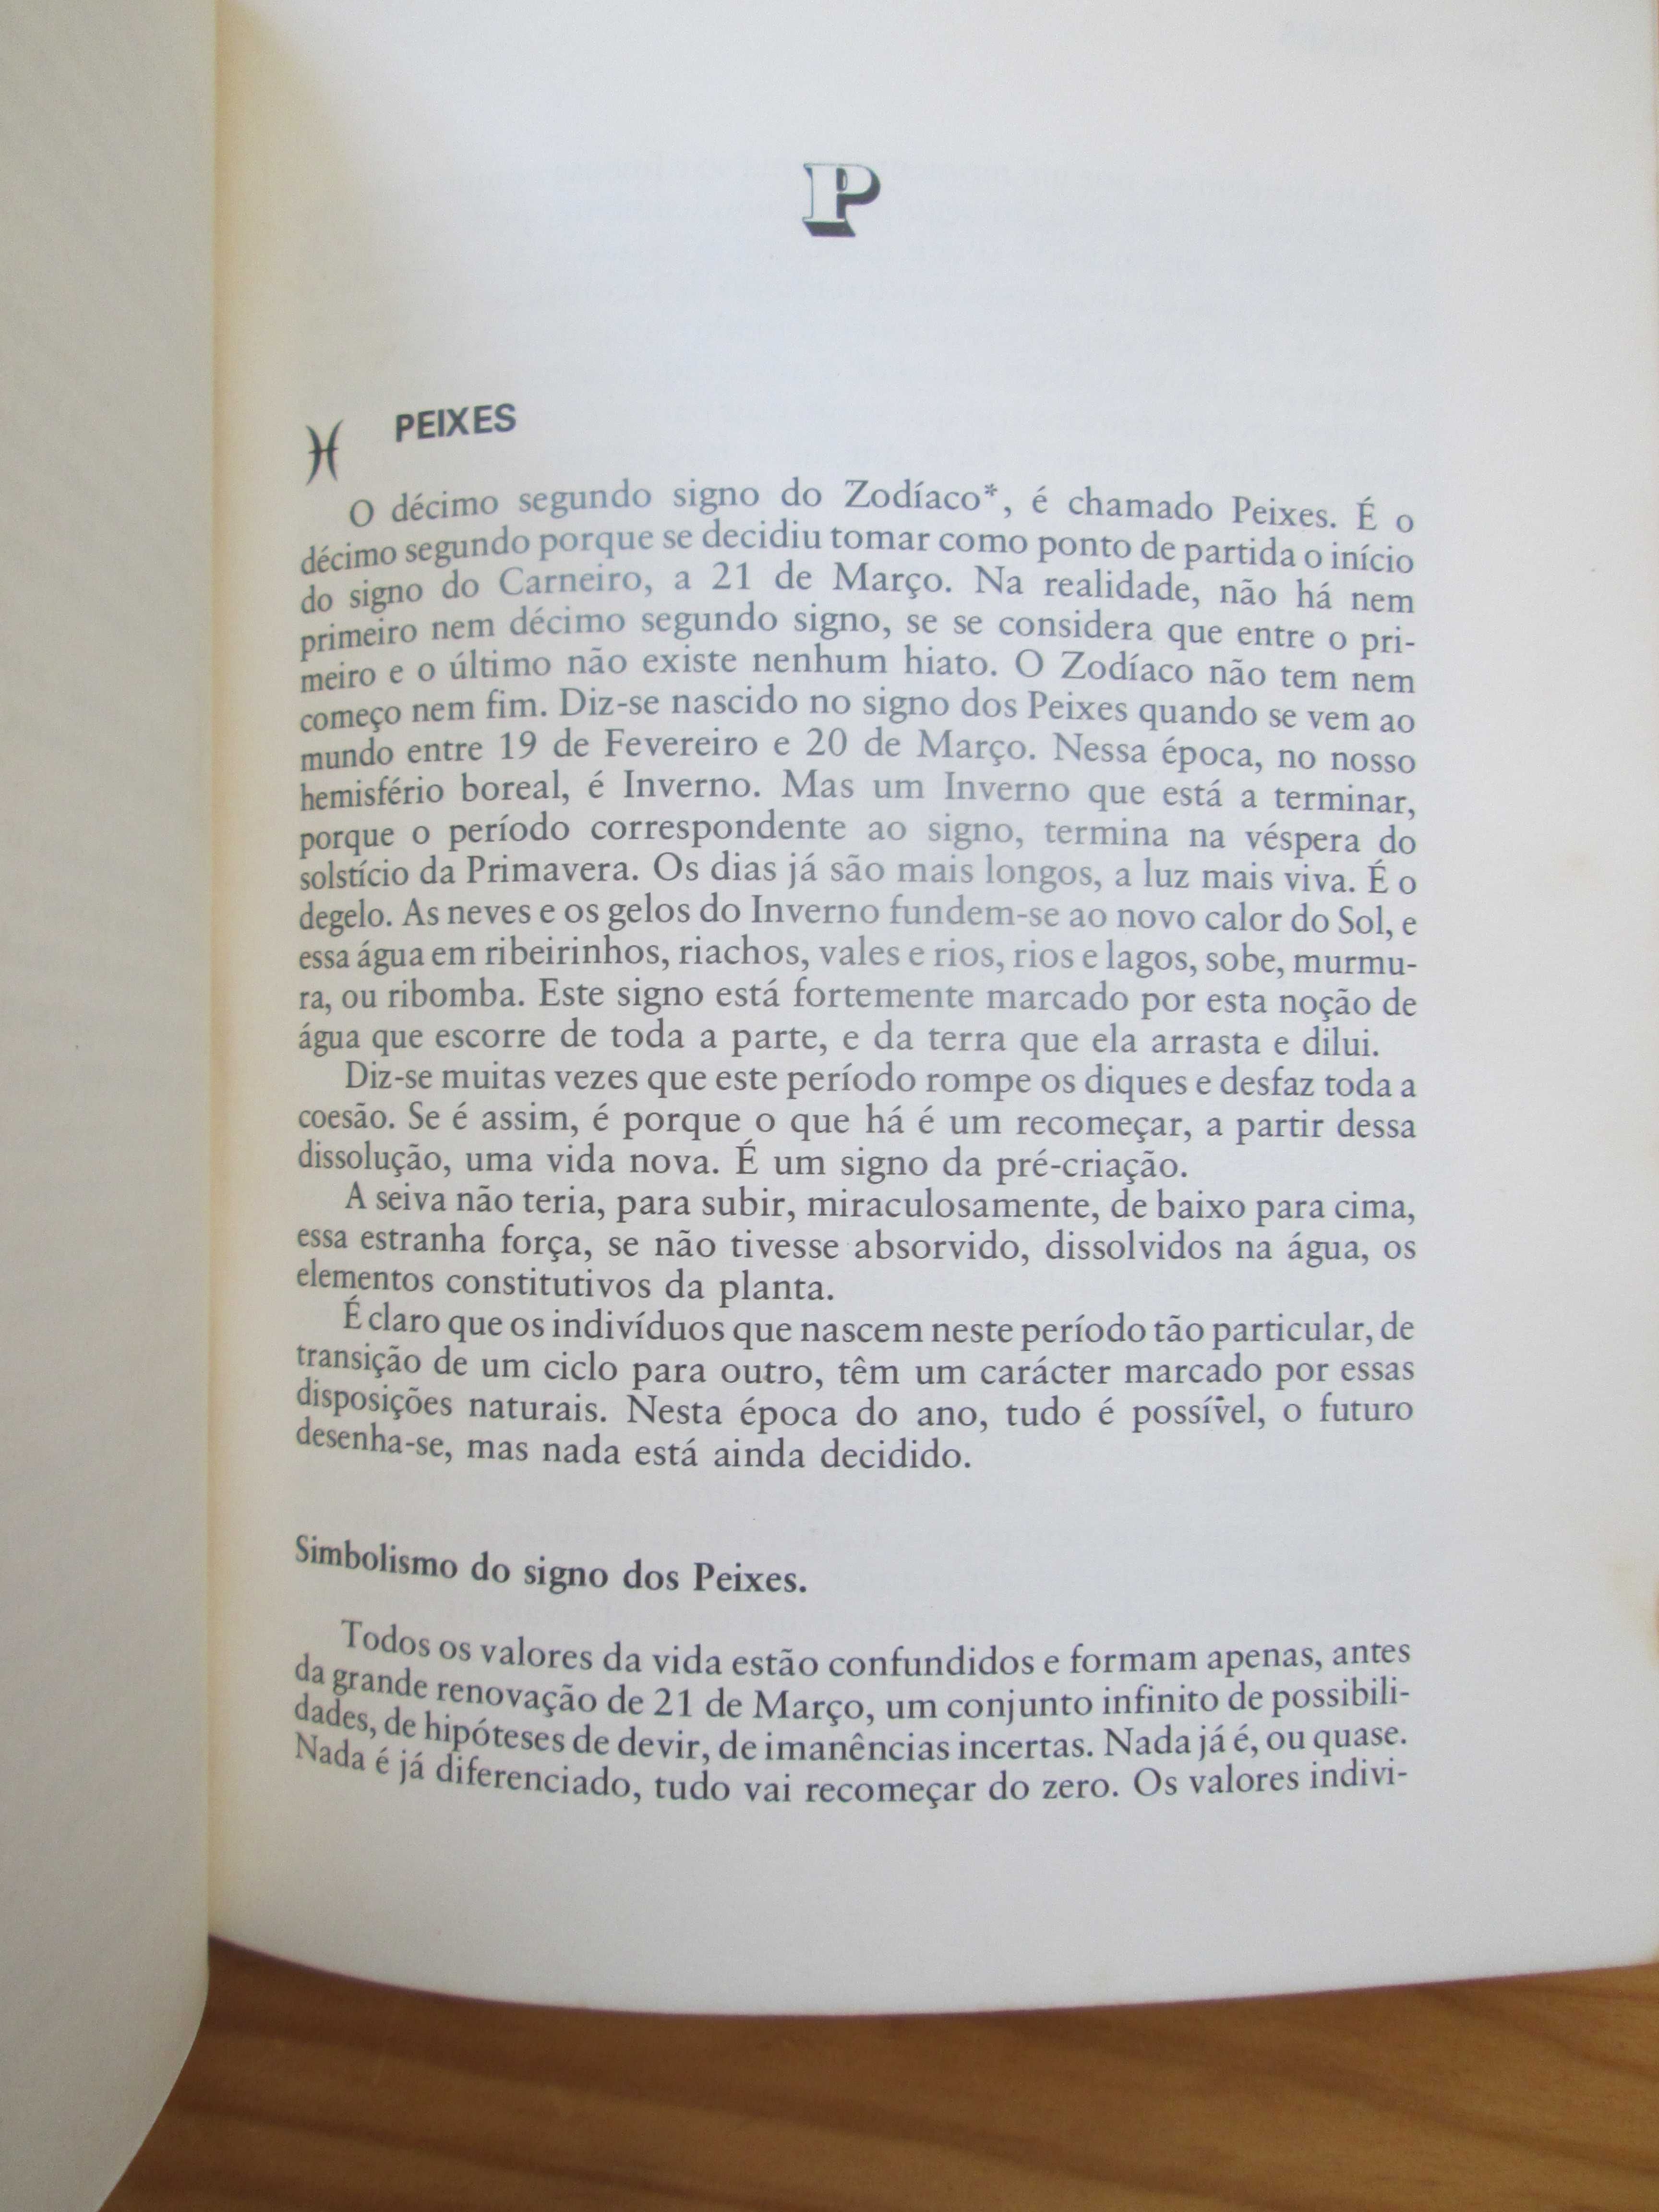 P
♓ PEIXES
O décimo segundo signo do Zodíaco*, é chamado Peixes. É o
décimo segundo porque se decidiu tomar como ponto de partida o início
do signo do Carneiro, a 21 de Março. Na realidade, não há nem
primeiro nem décimo segundo signo, se se considera que entre o pri-
meiro e o último não existe nenhum hiato. O Zodíaco não tem nem
começo nem fim. Diz-se nascido no signo dos Peixes quando se vem ao
mundo entre 19 de Fevereiro e 20 de Março. Nessa época, no nosso
hemisfério boreal, é Inverno. Mas um Inverno que está a terminar,
porque o período correspondente ao signo, termina na véspera do
solstício da Primavera. Os dias já são mais longos, a luz mais viva. É o
degelo. As neves e os gelos do Inverno fundem-se ao novo calor do Sol, e
essa água em ribeirinhos, riachos, vales e rios, rios e lagos, sobe, murmu-
ra, ou ribomba. Este signo está fortemente marcado por esta noção de
água que escorre de toda a parte, e da terra que ela arrasta e dilui.
Diz-se muitas vezes que este período rompe os diques e desfaz toda a
coesão. Se é assim, é porque o que há é um recomeçar, a partir dessa
dissolução, uma vida nova. É um signo da pré-criação.
A seiva não teria, para subir, miraculosamente, de baixo para cima,
essa estranha força, se não tivesse absorvido, dissolvidos na água, os
elementos constitutivos da planta.
É claro que os indivíduos que nascem neste período tão particular, de
transição de um ciclo para outro, têm um carácter marcado por essas
disposições naturais. Nesta época do ano, tudo é possível, o futuro
desenha-se, mas nada está ainda decidido.
Simbolismo do signo dos Peixes.
Todos os valores da vida estão confundidos e formam apenas, antes
da grande renovação de 21 de Março, um conjunto infinito de possibili-
dades, de hipóteses de devir, de imanências incertas. Nada já é, ou quase.
Nada é já diferenciado, tudo vai recomeçar do zero. Os valores indivi-